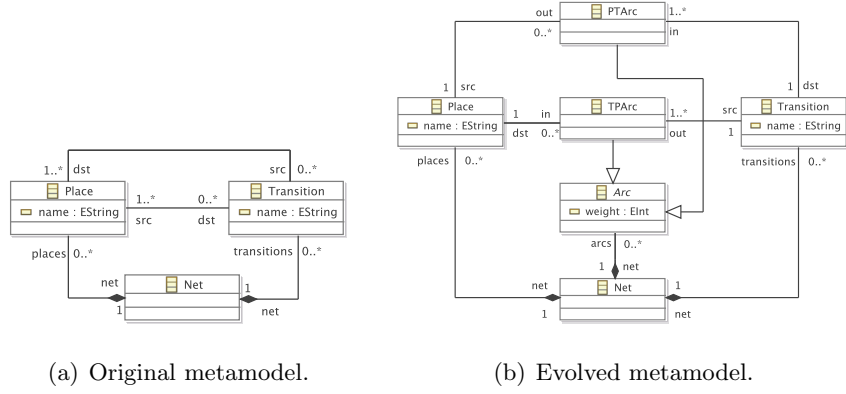 1..*
dst
src
0..*
Place
name : EString
1..*
src
0..*
dst
Transition
name : EString
places
0..*
transitions
0..*
Net
net
1
1
net
(a) Original metamodel.
PTArc
out
0..*
1..*
in
1
src
1
dst
Place
name : EString
1
in
dst
0..*
TPArc
1..*
out
src
1
Transition
name : EString
places
0..*
transitions
0..*
Arc
weight : EInt
arcs
0..*
1
net
Net
net
1
1
net
(b) Evolved metamodel.